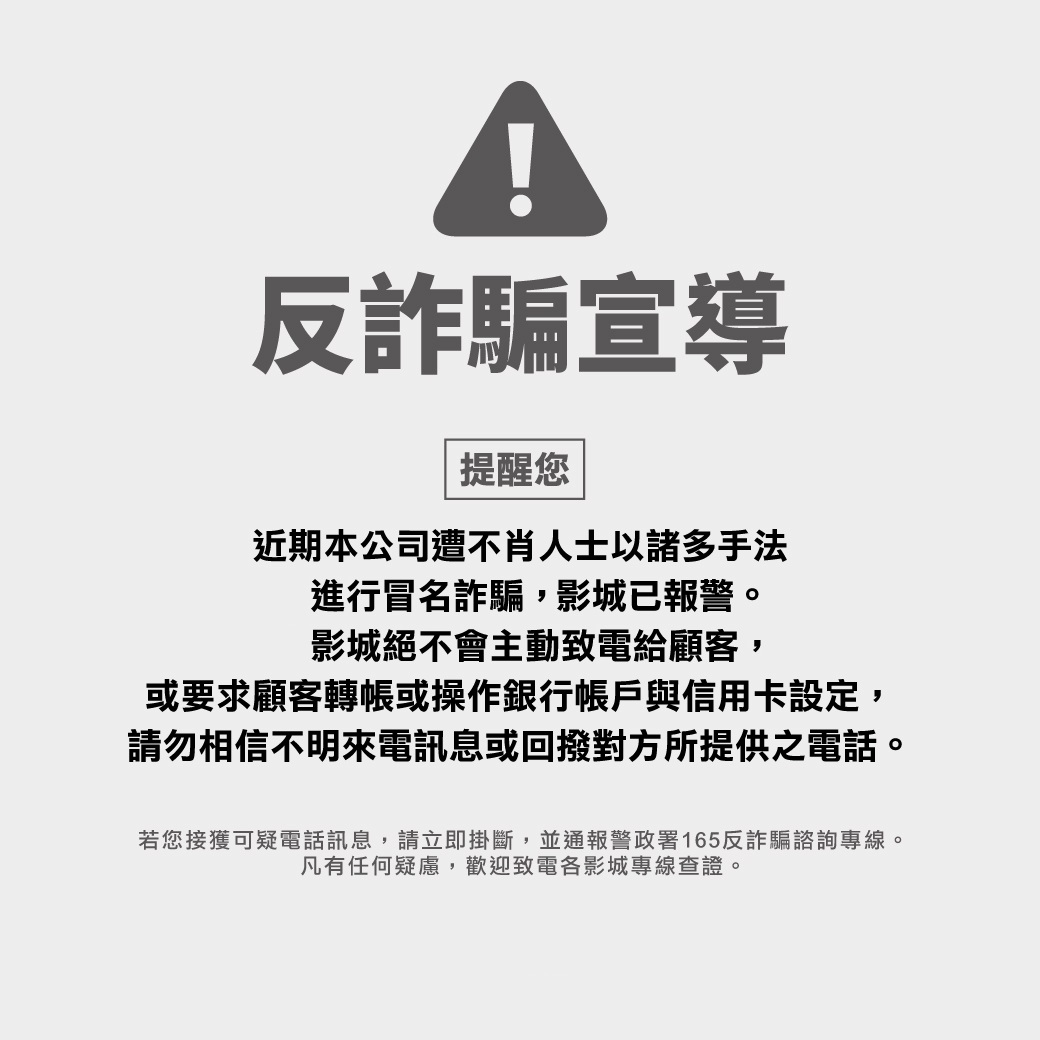 反詐騙宣導
提醒您
近期本公司遭不肖人士以諸多手法
進行冒名詐騙，影城已報警。
影城絕不會主動致電給顧客，
或要求顧客轉帳或操作銀行帳戶與信用卡設定，
請勿相信不明來電訊息或回撥對方所提供之電話。
若您接獲可疑電話訊息，請立即掛斷，並通報警政署165反詐騙諮詢專線。
凡有任何疑慮，歡迎致電各影城專線查證。